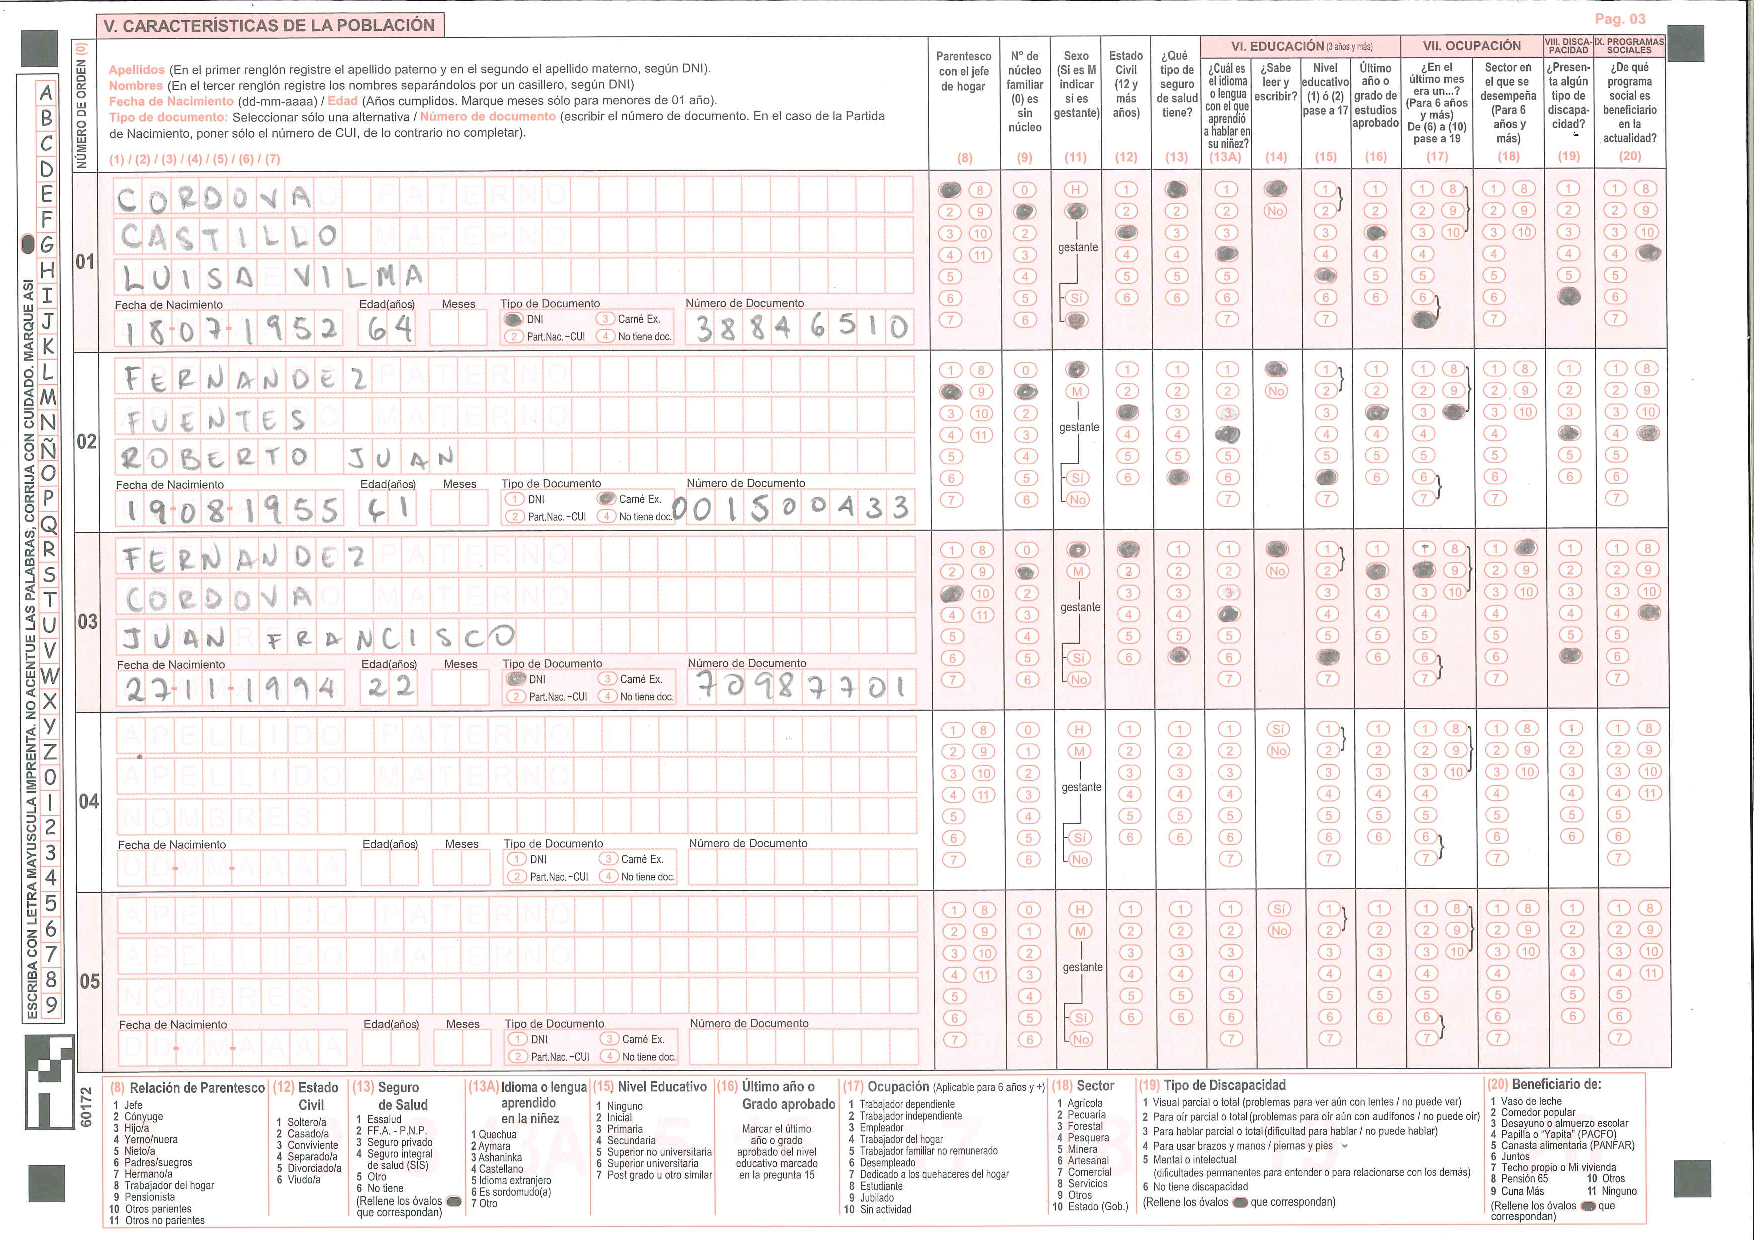 V. CARACTERÍSTICAS DE LA POBLACIÓN
Pag. 03
NÚMERO DE ORDEN (0)
Apellidos (En el primer renglón registre el apellido paterno y en el segundo el apellido materno, según DNI).
Nombres (En el tercer renglón registre los nombres separándolos por un casillero, según DNI)
Fecha de Nacimiento (dd-mm-aaaa) / Edad (Años cumplidos. Marque meses sólo para menores de 01 año).
Tipo de documento: Seleccionar sólo una alternativa / Número de documento (escribir el número de documento. En el caso de la Partida
de Nacimiento, poner sólo el número de CUI, de lo contrario no completar).
(1) / (2) / (3) / (4) / (5) / (6) / (7)
Parentesco con el jefe de hogar (8)
N° de núcleo familiar (0) es sin núcleo (9)
Sexo (Si es M indicar si es gestante) (11)
Estado Civil (12 y más años) (12)
¿Qué tipo de seguro de salud tiene? (13)
VI. EDUCACIÓN (3 años y más)
¿Cuál es el idioma o lengua con el que aprendió a hablar en su niñez? (13A)
¿Sabe leer y escribir? (14)
Nivel educativo (1) ó (2) pase a 17 (15)
Último año o grado de estudios aprobado (16)
VII. OCUPACIÓN
¿En el último mes era un...? (Para 6 años y más) De (6) a (10) pase a 19 (17)
Sector en el que se desempeña (Para 6 años y más) (18)
VIII. DISCAPACIDAD
¿Presenta algún tipo de discapacidad? (19)
IX. PROGRAMAS SOCIALES
¿De qué programa social es beneficiario en la actualidad? (20)
ESCRIBA CON LETRA MAYUSCULA IMPRENTA. NO ACENTUE LAS PALABRAS, CORRIJA CON CUIDADO. MARQUE ASI
A B C D E F G H I J K L M N Ñ O P Q R S T U V W X Y Z 0 1 2 3 4 5 6 7 8 9
01
CORDOVA
CASTILLO
LUISA VILMA
Fecha de Nacimiento Edad(años) Meses Tipo de Documento Número de Documento
DNI 3 Carné Ex.
2 Part.Nac.-CUI 4 No tiene doc.
18-07-1952 64 38846510
gestante
02
FERNANDEZ
FUENTES
ROBERTO JUAN
Fecha de Nacimiento Edad(años) Meses Tipo de Documento Número de Documento
1 DNI Carné Ex.
2 Part.Nac.-CUI 4 No tiene doc.
19-08-1955 61 001500433
gestante
03
FERNANDEZ
CORDOVA
JUAN FRANCISCO
Fecha de Nacimiento Edad(años) Meses Tipo de Documento Número de Documento
DNI 3 Carné Ex.
2 Part.Nac.-CUI 4 No tiene doc.
27-11-1994 22 70987701
gestante
04
APELLIDO PATERNO
APELLIDO MATERNO
NOMBRES
Fecha de Nacimiento Edad(años) Meses Tipo de Documento Número de Documento
1 DNI 3 Carné Ex.
2 Part.Nac.-CUI 4 No tiene doc.
gestante
05
APELLIDO PATERNO
APELLIDO MATERNO
NOMBRES
Fecha de Nacimiento Edad(años) Meses Tipo de Documento Número de Documento
1 DNI 3 Carné Ex.
2 Part.Nac.-CUI 4 No tiene doc.
gestante
60172
(8) Relación de Parentesco
1 Jefe
2 Cónyuge
3 Hijo/a
4 Yerno/nuera
5 Nieto/a
6 Padres/suegros
7 Hermano/a
8 Trabajador del hogar
9 Pensionista
10 Otros parientes
11 Otros no parientes
(12) Estado Civil
1 Soltero/a
2 Casado/a
3 Conviviente
4 Separado/a
5 Divorciado/a
6 Viudo/a
(13) Seguro de Salud
1 Essalud
2 FF.A. - P.N.P.
3 Seguro privado
4 Seguro integral de salud (SIS)
5 Otro
6 No tiene
(Rellene los óvalos que correspondan)
(13A) Idioma o lengua aprendido en la niñez
1 Quechua
2 Aymara
3 Ashaninka
4 Castellano
5 Idioma extranjero
6 Es sordomudo(a)
7 Otro
(15) Nivel Educativo
1 Ninguno
2 Inicial
3 Primaria
4 Secundaria
5 Superior no universitaria
6 Superior universitaria
7 Post grado u otro similar
(16) Último año o Grado aprobado
Marcar el último año o grado aprobado del nivel educativo marcado en la pregunta 15
(17) Ocupación (Aplicable para 6 años y +)
1 Trabajador dependiente
2 Trabajador independiente
3 Empleador
4 Trabajador del hogar
5 Trabajador familiar no remunerado
6 Desempleado
7 Dedicado a los quehaceres del hogar
8 Estudiante
9 Jubilado
10 Sin actividad
(18) Sector
1 Agrícola
2 Pecuaria
3 Forestal
4 Pesquera
5 Minera
6 Artesanal
7 Comercial
8 Servicios
9 Otros
10 Estado (Gob.)
(19) Tipo de Discapacidad
1 Visual parcial o total (problemas para ver aún con lentes / no puede ver)
2 Para oír parcial o total (problemas para oir aún con audífonos / no puede oir)
3 Para hablar parcial o total (dificultad para hablar / no puede hablar)
4 Para usar brazos y manos / piernas y pies
5 Mental o intelectual
(dificultades permanentes para entender o para relacionarse con los demás)
6 No tiene discapacidad
(Rellene los óvalos que correspondan)
(20) Beneficiario de:
1 Vaso de leche
2 Comedor popular
3 Desayuno o almuerzo escolar
4 Papilla o "Yapita" (PACFO)
5 Canasta alimentaria (PANFAR)
6 Juntos
7 Techo propio o Mi vivienda
8 Pensión 65 10 Otros
9 Cuna Más 11 Ninguno
(Rellene los óvalos que correspondan)